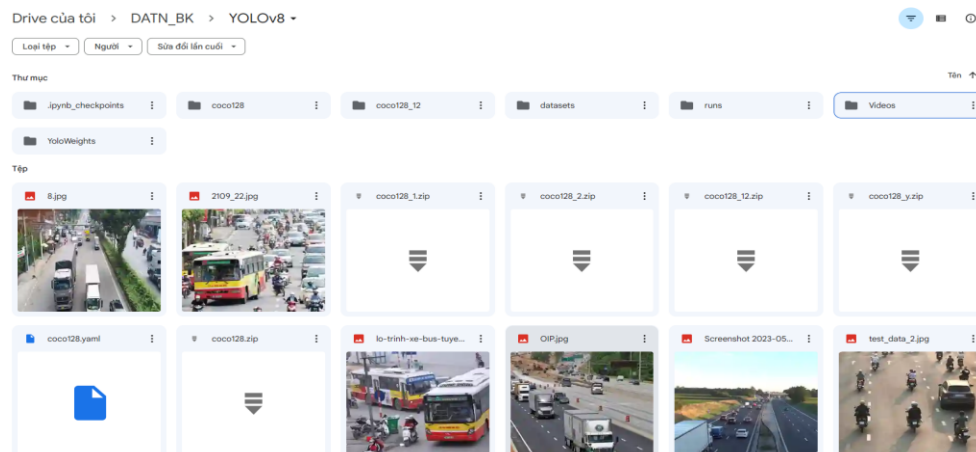 Drive của tôi > DATN_BK > YOLOv8
Loại tệp Người Sửa đổi lần cuối
Thư mục Tên
.ipynb_checkpoints coco128 coco128_12 datasets runs Videos
YoloWeights
Tệp
8.jpg 2109_22.jpg coco128_1.zip coco128_2.zip coco128_12.zip coco128_y.zip
coco128.yaml coco128.zip lo-trinh-xe-bus-tuye... OIP.jpg Screenshot 2023-05... test_data_2.jpg